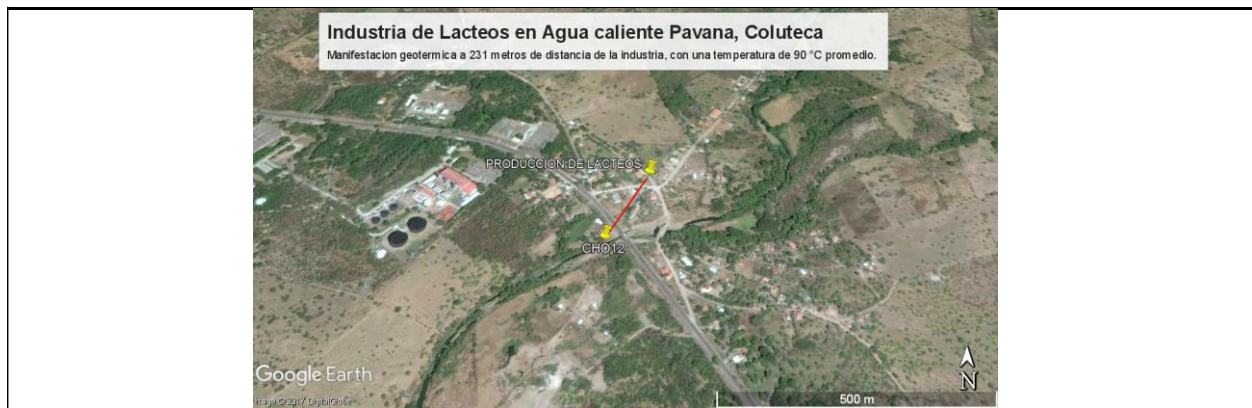 Industria de Lacteos en Agua caliente Pavana, Coluteca
Manifestacion geotermica a 231 metros de distancia de la industria, con una temperatura de 90 °C promedio.
PRODUCCION DE LACTEOS
CHO12
Google Earth
Image © 2017 DigitalGlobe
N
500 m